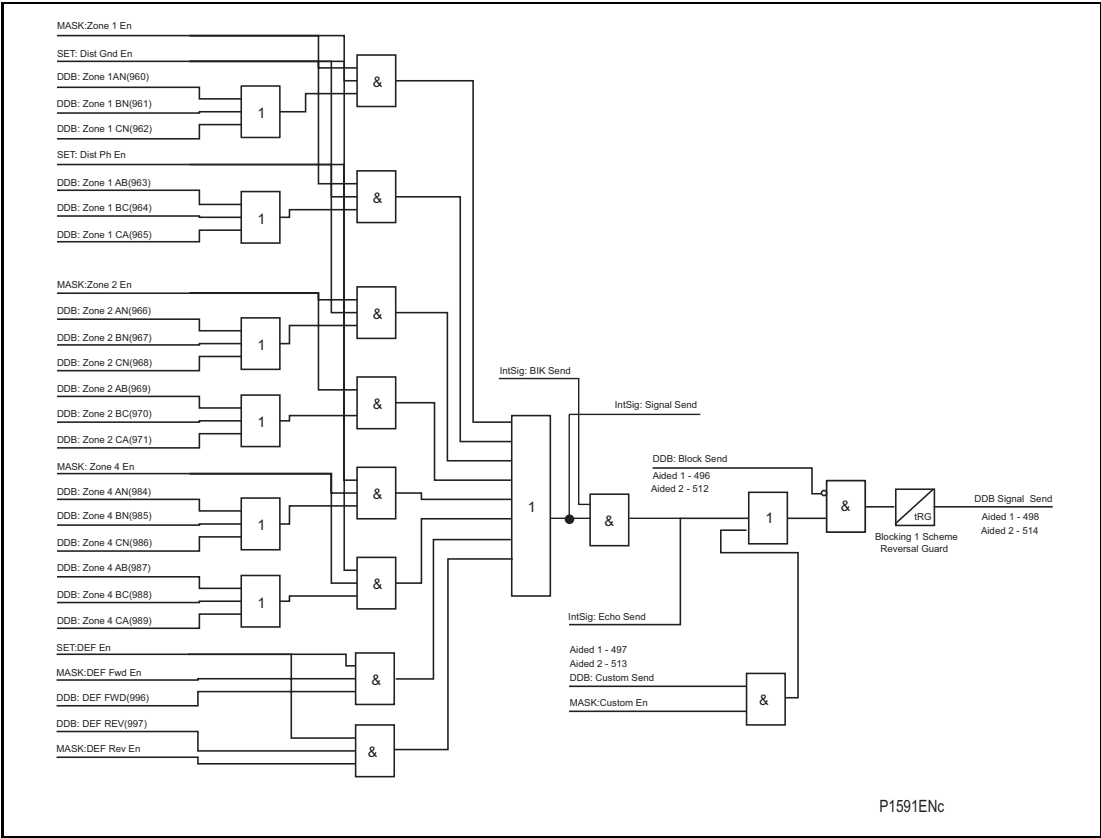 MASK:Zone 1 En
SET: Dist Gnd En
DDB: Zone 1AN(960)
DDB: Zone 1 BN(961)
DDB: Zone 1 CN(962)
1
&
SET: Dist Ph En
DDB: Zone 1 AB(963)
DDB: Zone 1 BC(964)
DDB: Zone 1 CA(965)
1
&
MASK:Zone 2 En
DDB: Zone 2 AN(966)
DDB: Zone 2 BN(967)
DDB: Zone 2 CN(968)
1
&
DDB: Zone 2 AB(969)
DDB: Zone 2 BC(970)
DDB: Zone 2 CA(971)
1
&
MASK: Zone 4 En
DDB: Zone 4 AN(984)
DDB: Zone 4 BN(985)
DDB: Zone 4 CN(986)
1
&
DDB: Zone 4 AB(987)
DDB: Zone 4 BC(988)
DDB: Zone 4 CA(989)
1
&
SET:DEF En
MASK:DEF Fwd En
DDB: DEF FWD(996)
&
DDB: DEF REV(997)
MASK:DEF Rev En
&
1
IntSig: BIK Send
IntSig: Signal Send
&
DDB: Block Send
Aided 1 - 496
Aided 2 - 512
1
&
tRG
Blocking 1 Scheme
Reversal Guard
DDB Signal Send
Aided 1 - 498
Aided 2 - 514
IntSig: Echo Send
Aided 1 - 497
Aided 2 - 513
DDB: Custom Send
MASK:Custom En
&
P1591ENc